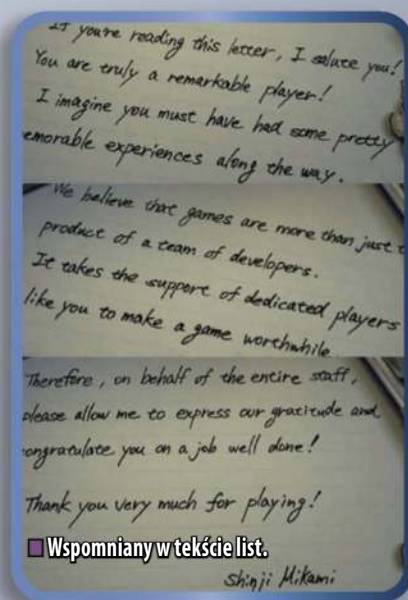 If you're reading this letter, I salute you!
You are truly a remarkable player!
I imagine you must have had some pretty
emorable experiences along the way.
We believe that games are more than just t
product of a team of developers.
It takes the support of dedicated players
like you to make a game worthwhile.
Therefore, on behalf of the entire staff,
please allow me to express our gratitude and
congratulate you on a job well done!
Thank you very much for playing!
Wspomniany w tekście list.
Shinji Mikami